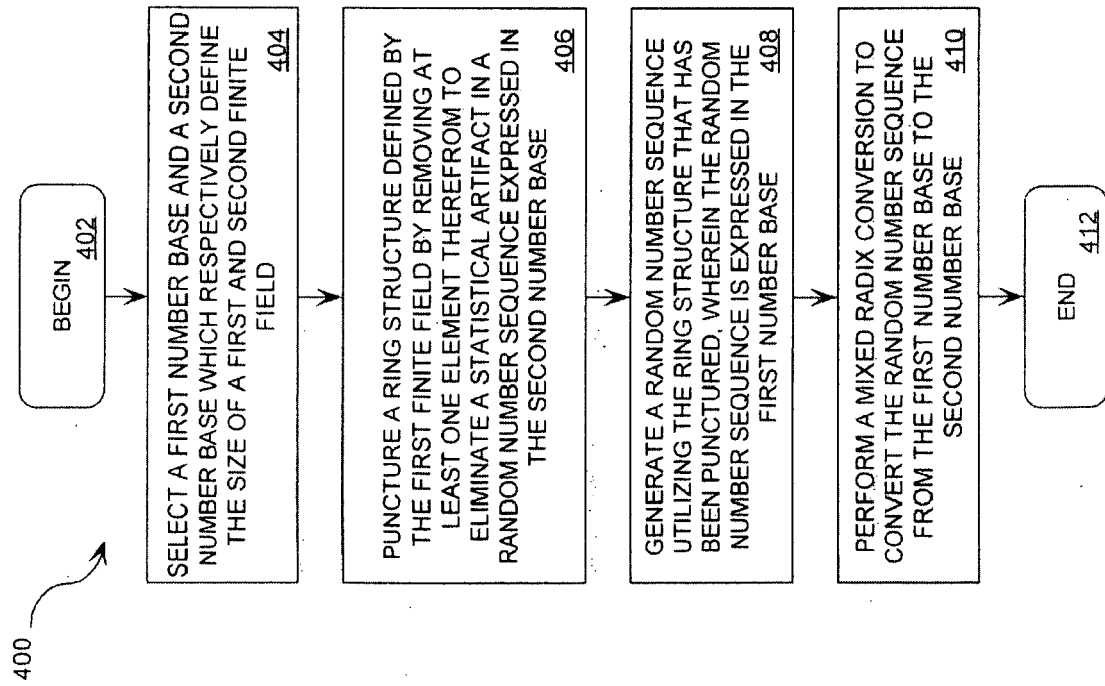 400
BEGIN
402
SELECT A FIRST NUMBER BASE AND A SECOND
NUMBER BASE WHICH RESPECTIVELY DEFINE
THE SIZE OF A FIRST AND SECOND FINITE
FIELD
404
PUNCTURE A RING STRUCTURE DEFINED BY
THE FIRST FINITE FIELD BY REMOVING AT
LEAST ONE ELEMENT THEREFROM TO
ELIMINATE A STATISTICAL ARTIFACT IN A
RANDOM NUMBER SEQUENCE EXPRESSED IN
THE SECOND NUMBER BASE
406
GENERATE A RANDOM NUMBER SEQUENCE
UTILIZING THE RING STRUCTURE THAT HAS
BEEN PUNCTURED, WHEREIN THE RANDOM
NUMBER SEQUENCE IS EXPRESSED IN THE
FIRST NUMBER BASE
408
PERFORM A MIXED RADIX CONVERSION TO
CONVERT THE RANDOM NUMBER SEQUENCE
FROM THE FIRST NUMBER BASE TO THE
SECOND NUMBER BASE
410
END
412